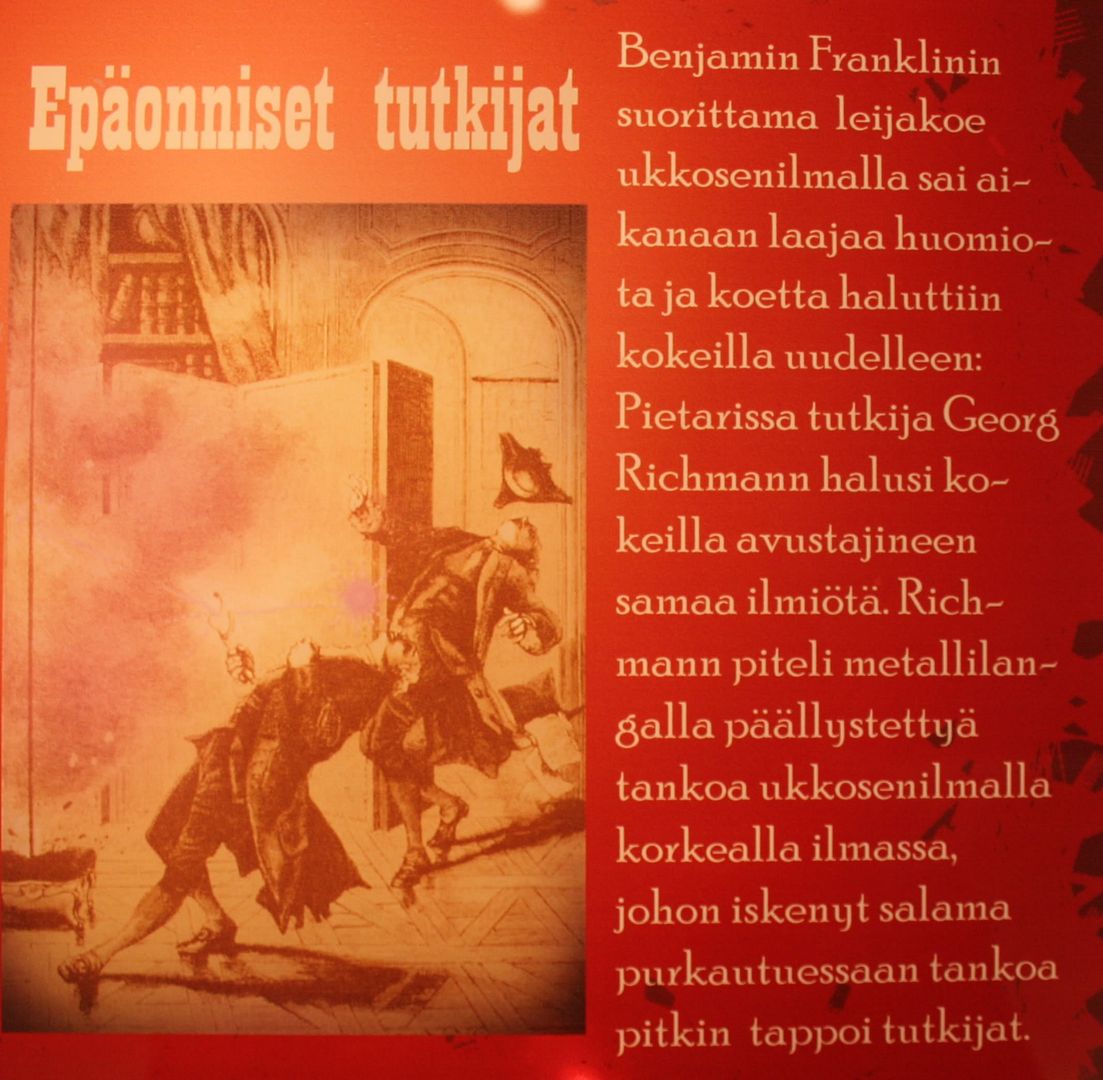 Epäonniset tutkijat
Benjamin Franklinin
suorittama leijakoe
ukkosenilmalla sai ai-
kanaan laajaa huomio-
ta ja koetta haluttiin
kokeilla uudelleen:
Pietarissa tutkija Georg
Richmann halusi ko-
keilla avustajineen
samaa ilmiötä. Rich-
mann piteli metallilan-
galla päällystettyä
tankoa ukkosenilmalla
korkealla ilmassa,
johon iskenyt salama
purkautuessaan tankoa
pitkin tappoi tutkijat.